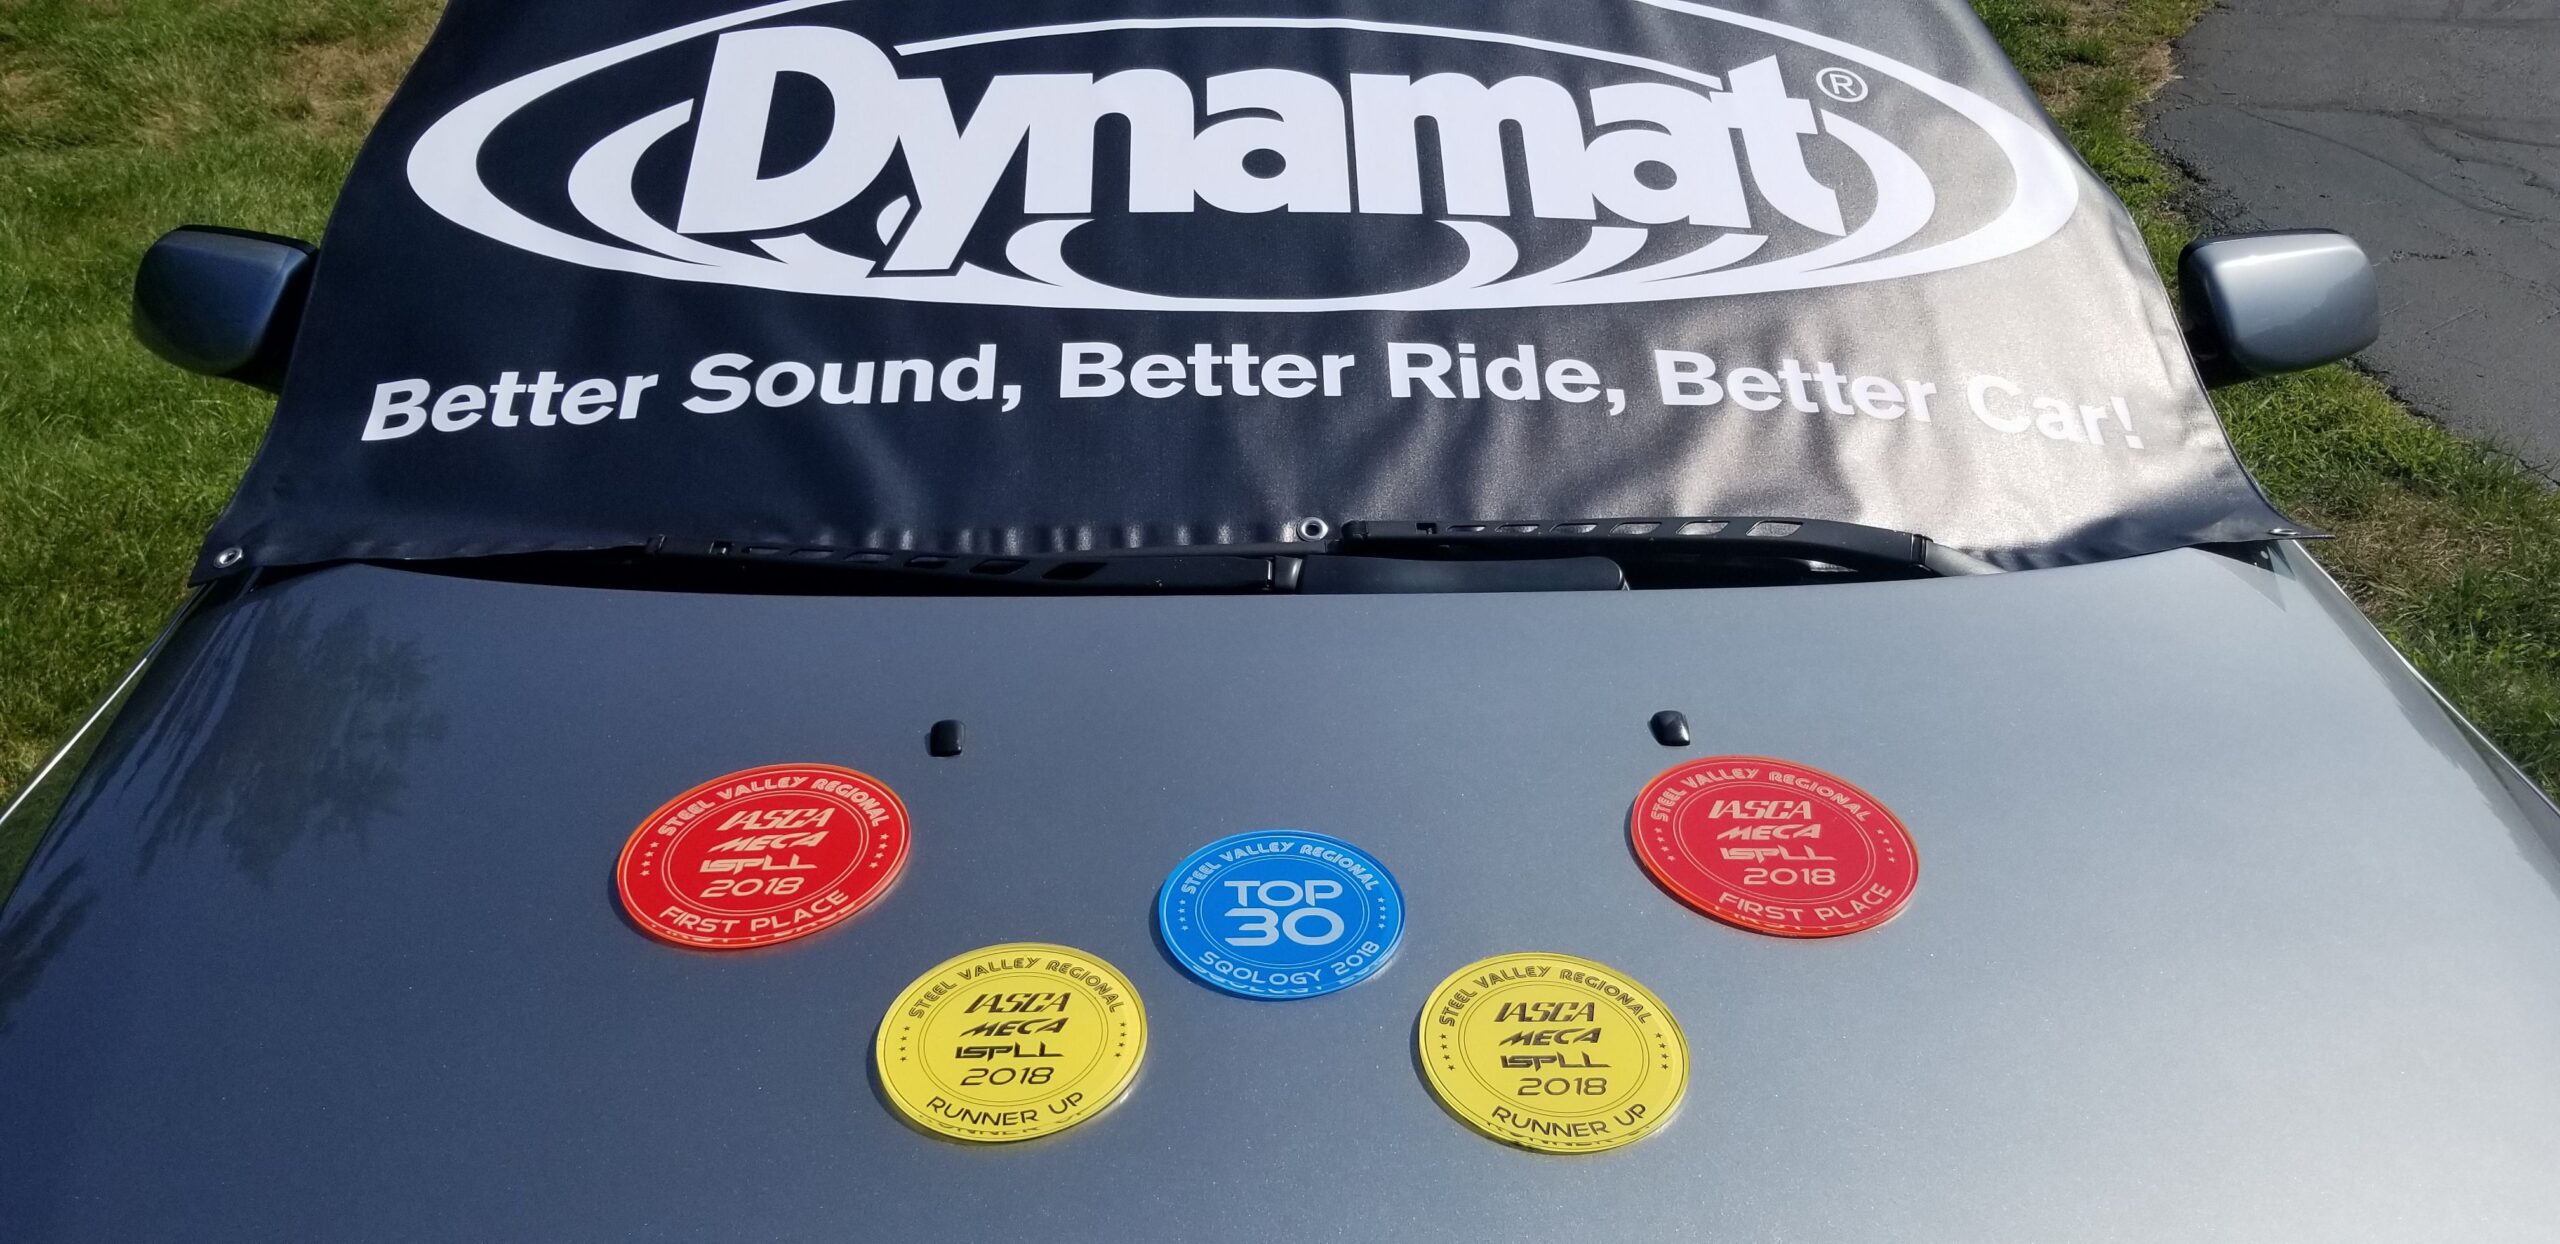 Dynamat®
Better Sound, Better Ride, Better Car!
STEEL VALLEY REGIONAL
IASCA
MECA
ISPLL
2018
FIRST PLACE
STEEL VALLEY REGIONAL
IASCA
MECA
ISPLL
2018
RUNNER UP
STEEL VALLEY REGIONAL
TOP
30
SQOLOGY 2018
STEEL VALLEY REGIONAL
IASCA
MECA
ISPLL
2018
RUNNER UP
STEEL VALLEY REGIONAL
IASCA
MECA
ISPLL
2018
FIRST PLACE